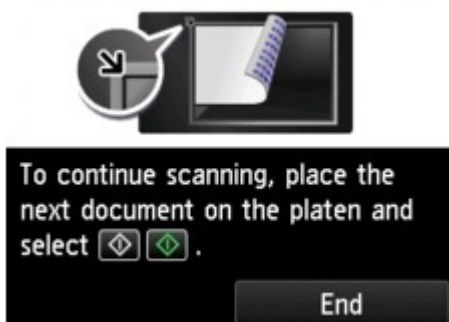 To continue scanning, place the
next document on the platen and
select .
End